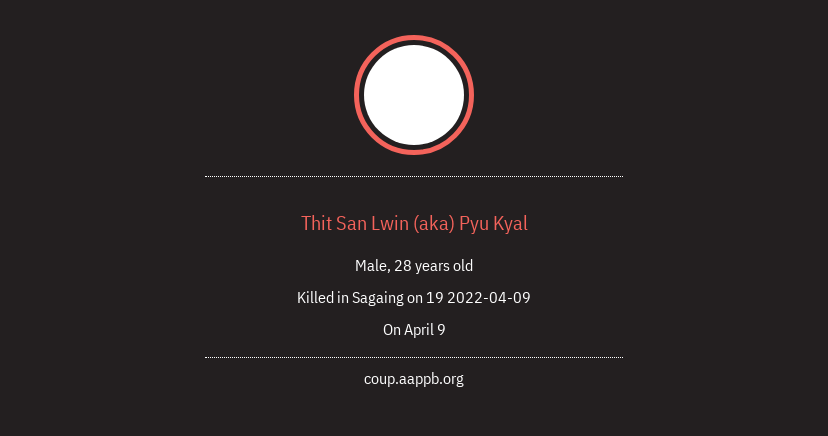 Thit San Lwin (aka) Pyu Kyal
Male, 28 years old
Killed in Sagaing on 19 2022-04-09
On April 9
coup.aappb.org